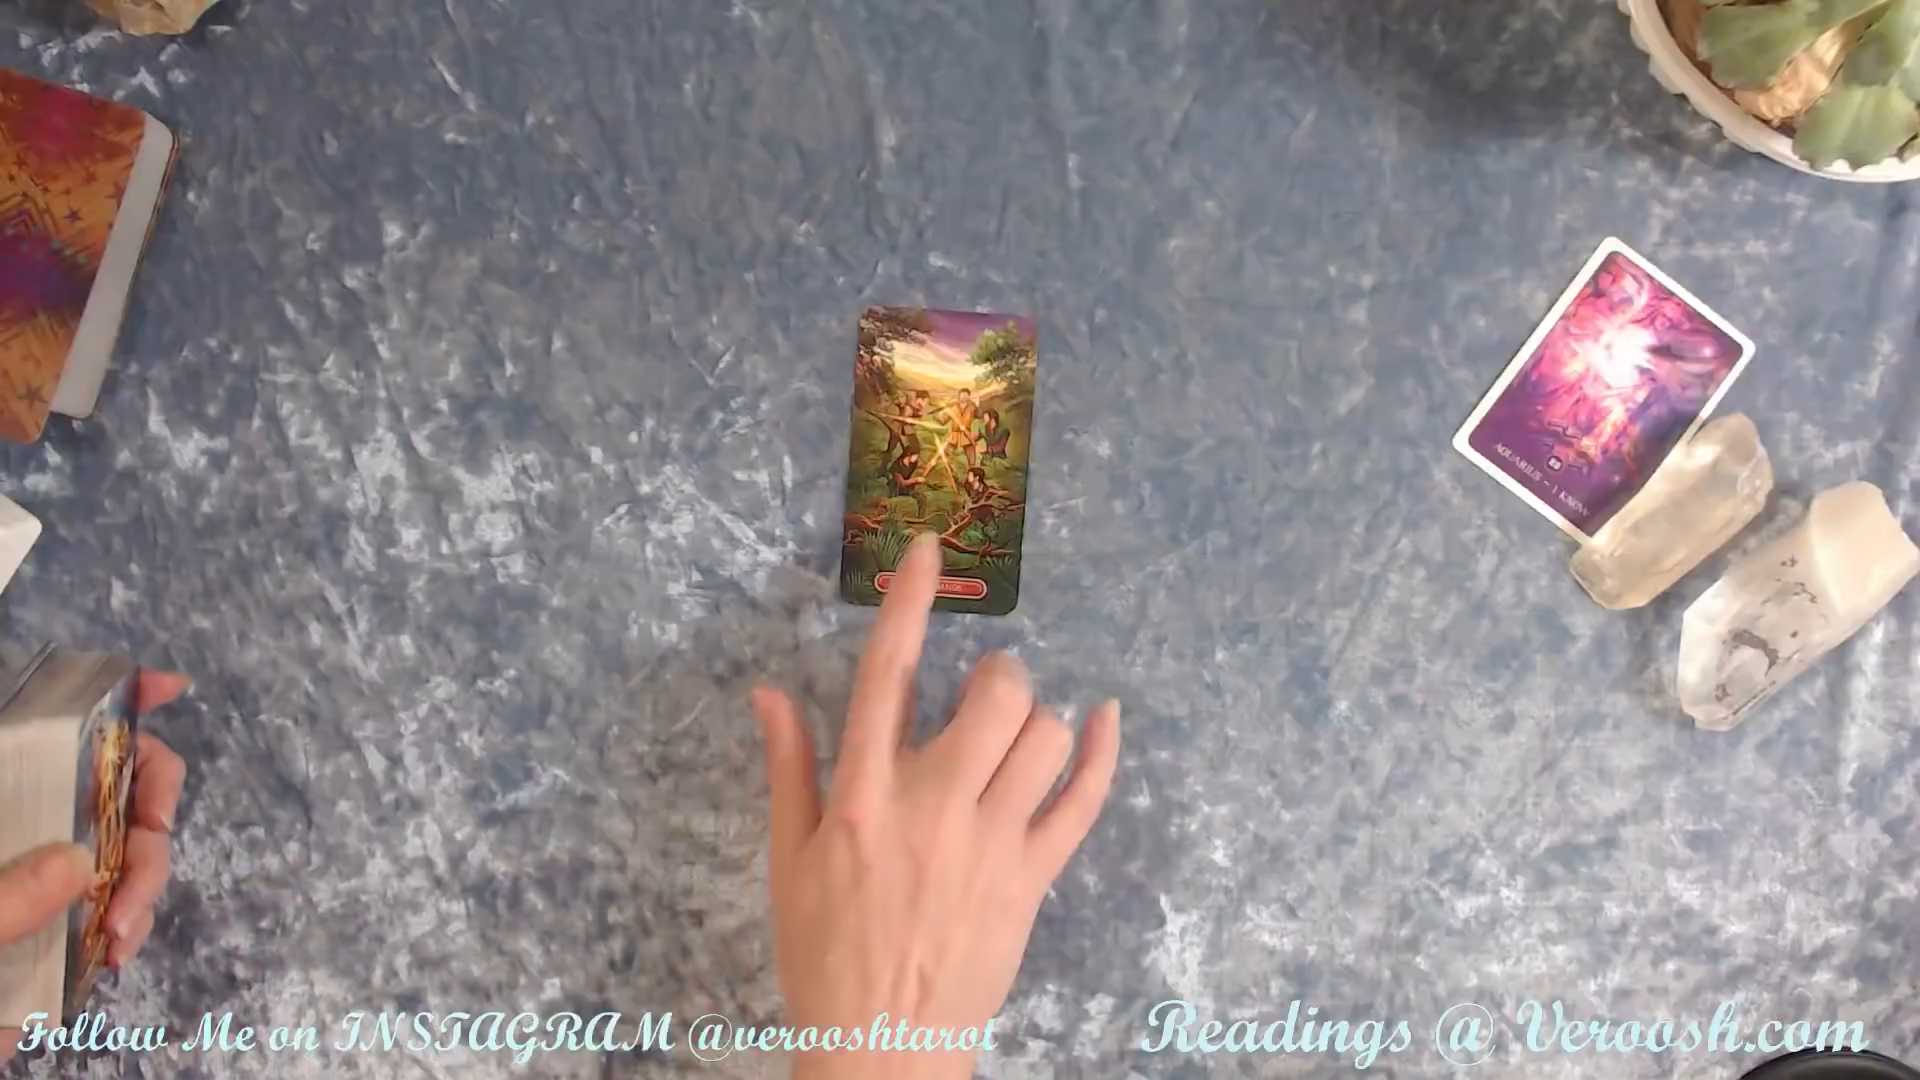 AQUARIUS - I KNOW
Follow Me on INSTAGRAM @verooshtarot
Readings @ Veroosh.com